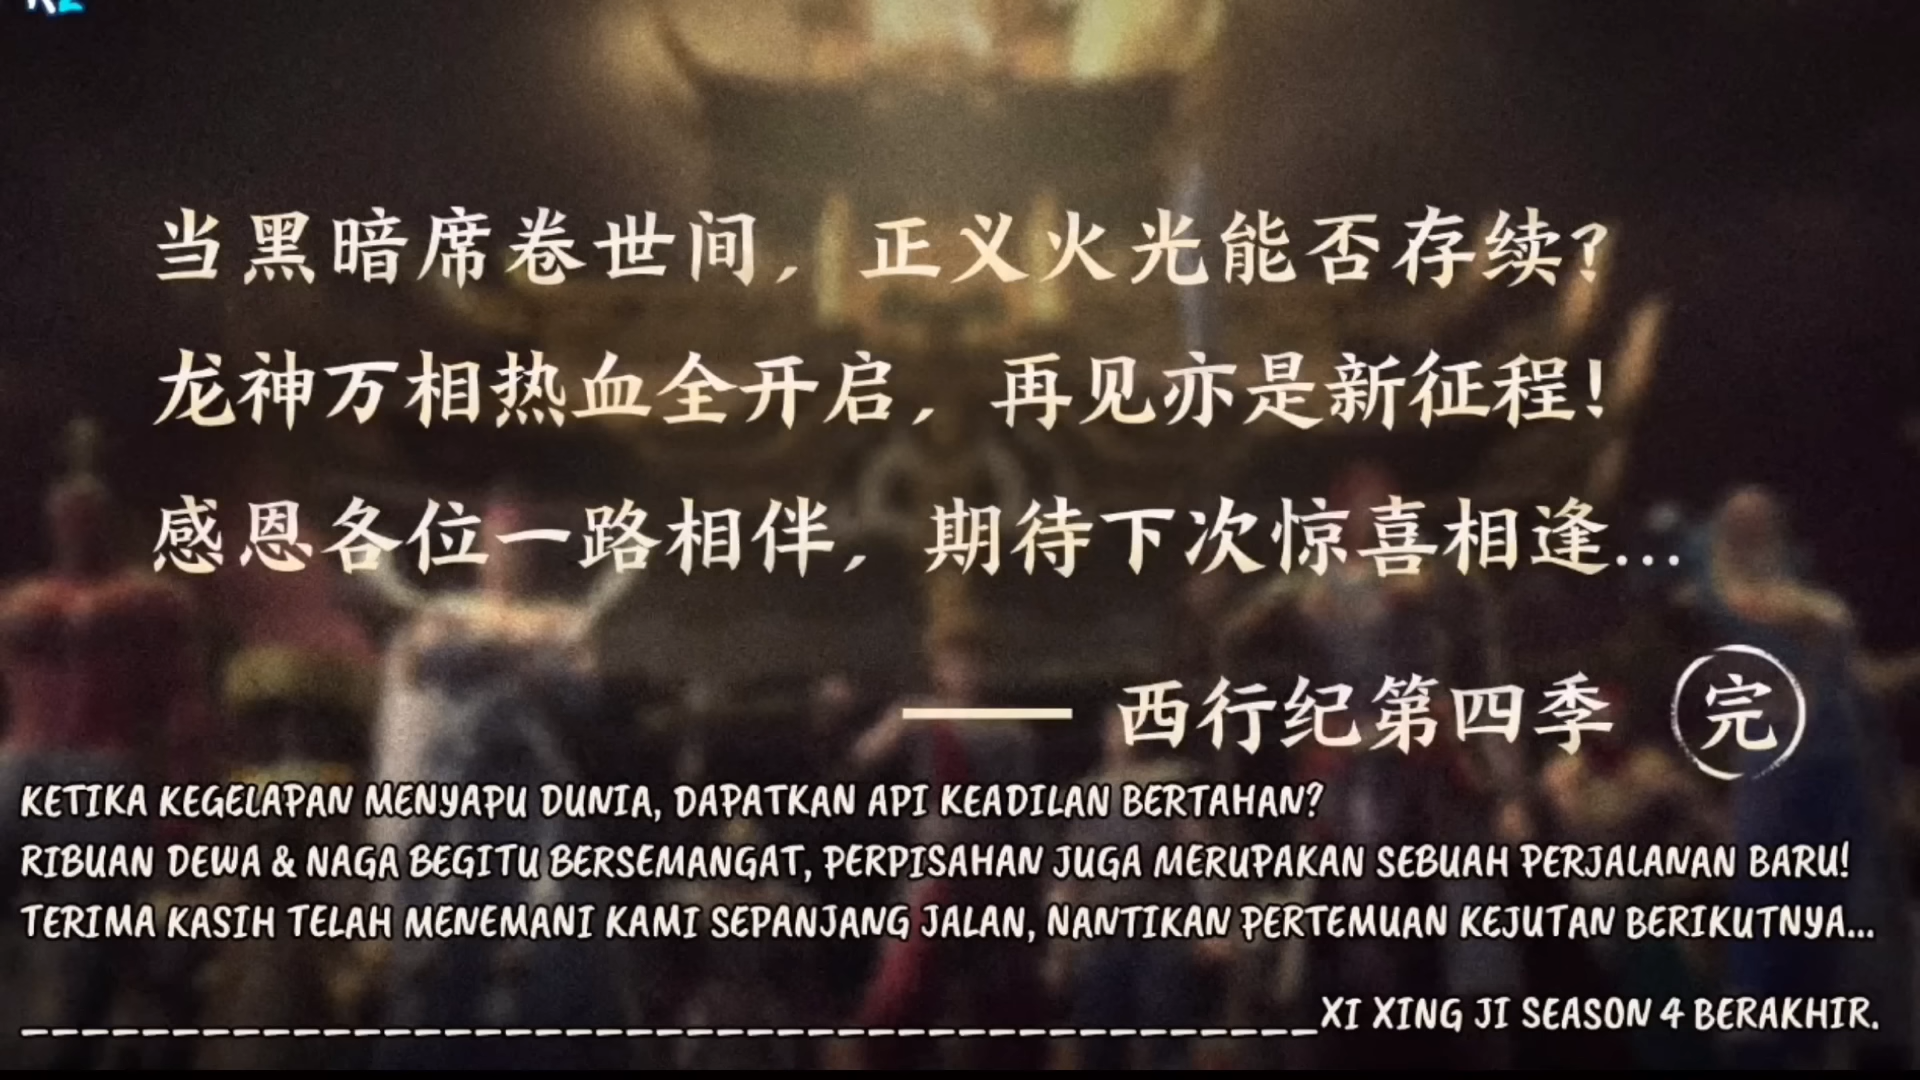 当黑暗席卷世间，正义火光能否存续？
龙神万相热血全开启，再见亦是新征程！
感恩各位一路相伴，期待下次惊喜相逢...
—— 西行纪第四季 完
KETIKA KEGELAPAN MENYAPU DUNIA, DAPATKAN API KEADILAN BERTAHAN?
RIBUAN DEWA & NAGA BEGITU BERSEMANGAT, PERPISAHAN JUGA MERUPAKAN SEBUAH PERJALANAN BARU!
TERIMA KASIH TELAH MENEMANI KAMI SEPANJANG JALAN, NANTIKAN PERTEMUAN KEJUTAN BERIKUTNYA...
___________________________________________XI XING JI SEASON 4 BERAKHIR.